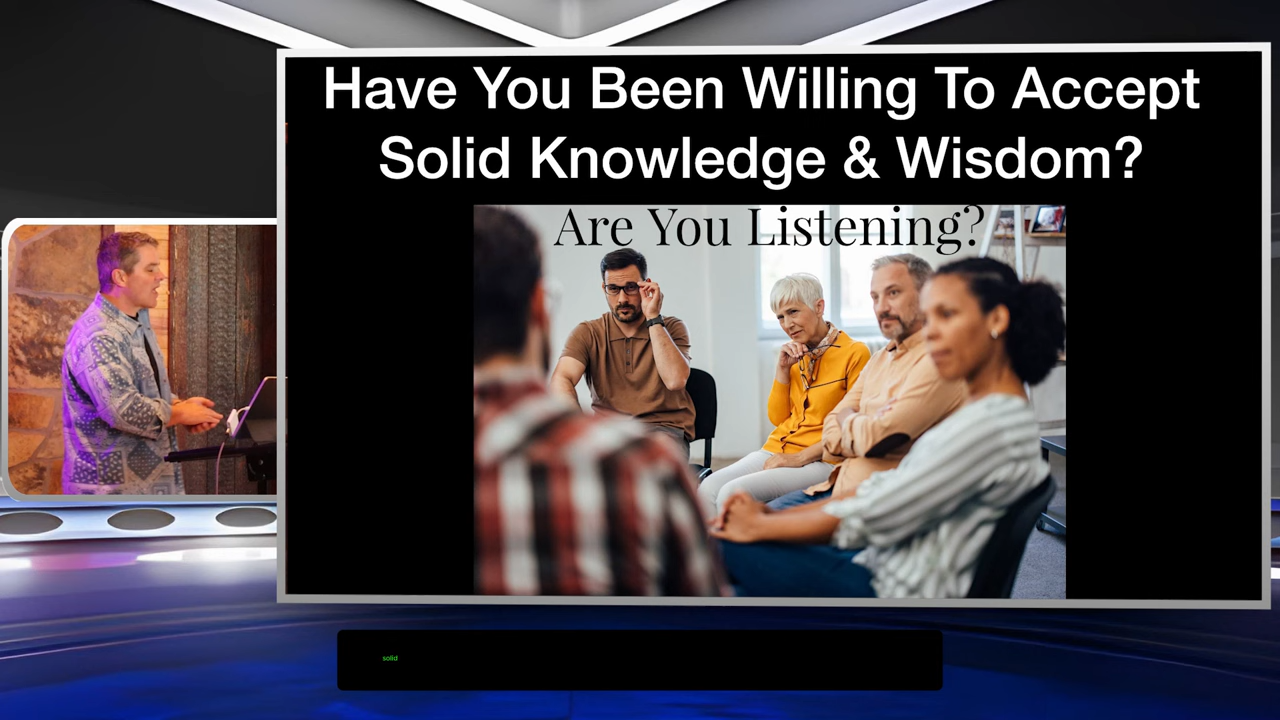 Have You Been Willing To Accept
Solid Knowledge & Wisdom?
Are You Listening?
solid